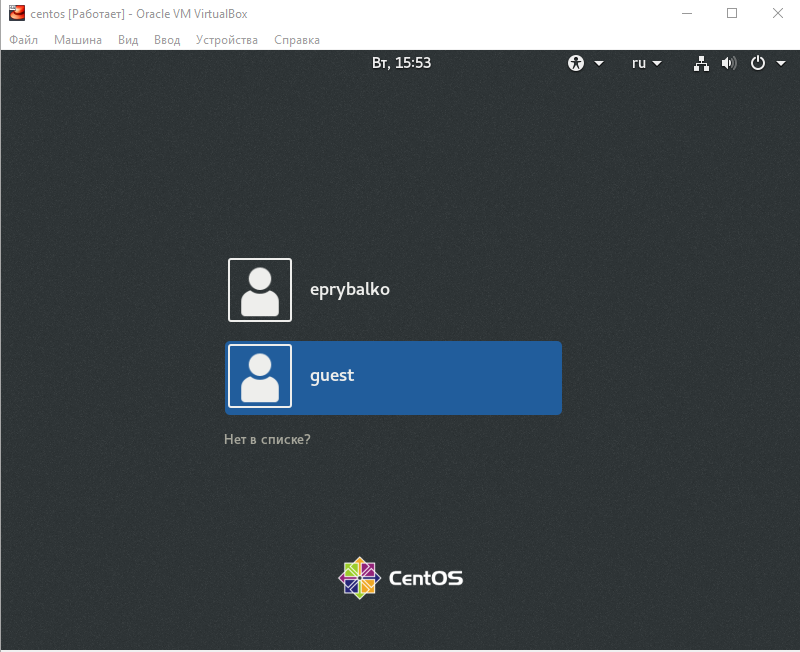 centos [Работает] - Oracle VM VirtualBox
Файл Машина Вид Ввод Устройства Справка
Вт, 15:53 ru
eprybalko
guest
Нет в списке?
CentOS